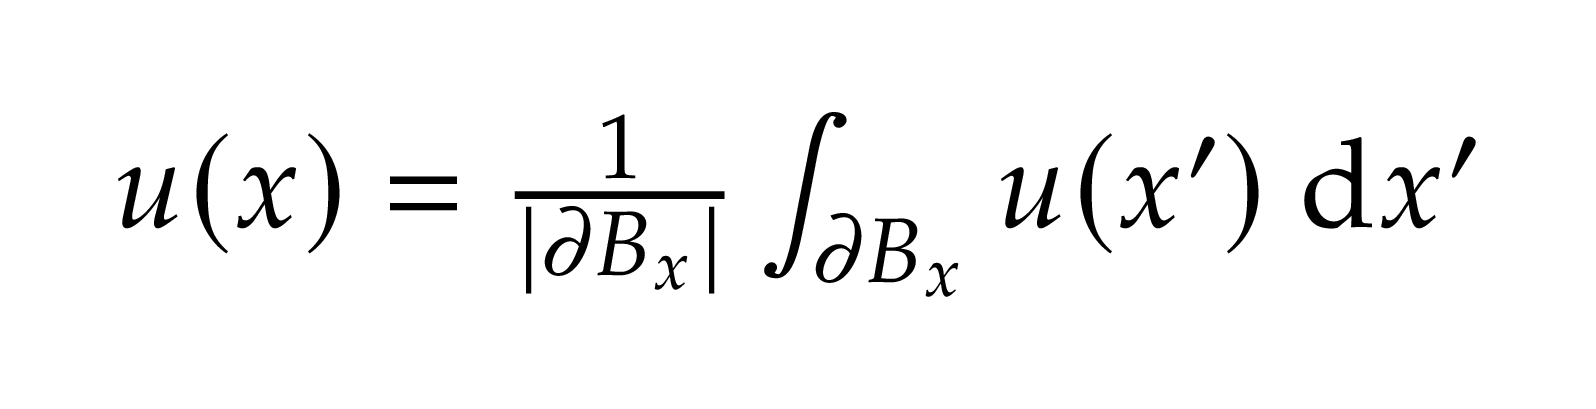 u(x) = \frac{1}{|\partial B_x|} \int_{\partial B_x} u(x') \, \mathrm{d}x'